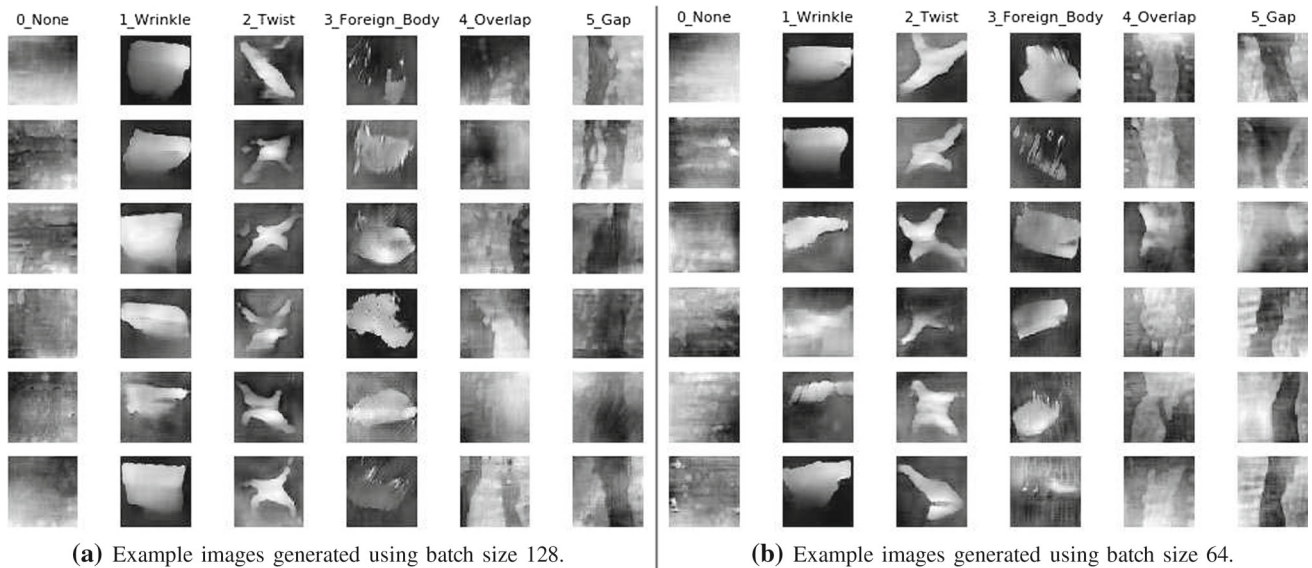 0_None 1_Wrinkle 2_Twist 3_Foreign_Body 4_Overlap 5_Gap
0_None 1_Wrinkle 2_Twist 3_Foreign_Body 4_Overlap 5_Gap
(a) Example images generated using batch size 128.
(b) Example images generated using batch size 64.